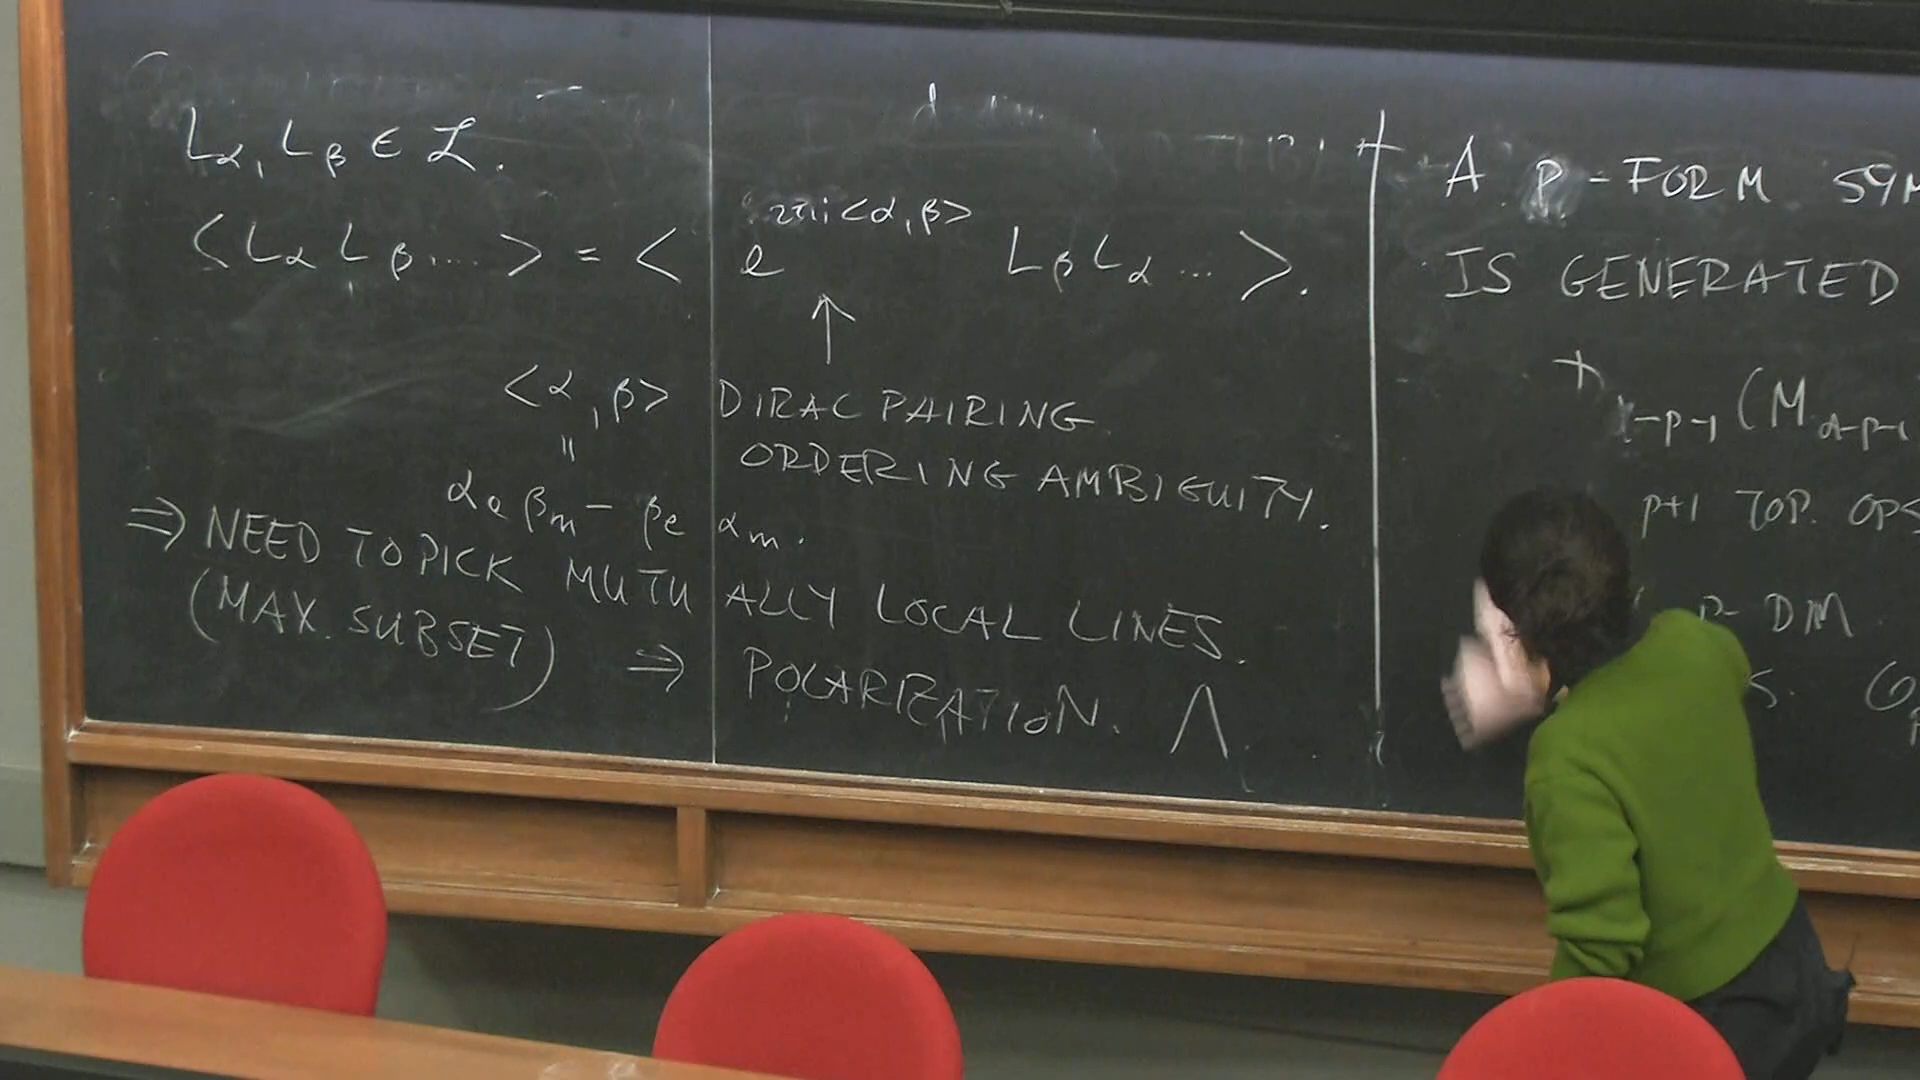 Lα, Lβ ∈ ℒ.
<Lα Lβ .... > = < e^{2πi<α,β>} Lβ Lα ... >.
↑
<α, β> DIRAC PAIRING
॥ ORDERING AMBIGUITY.
αe βm - βe αm.
⇒ NEED TO PICK MUTUALLY LOCAL LINES.
(MAX. SUBSET) ⇒ POLARIZATION. Λ.
A p-FORM SYM
IS GENERATED
-p-1 (M d-p-1
p+1 TOP. OPS
p- DM